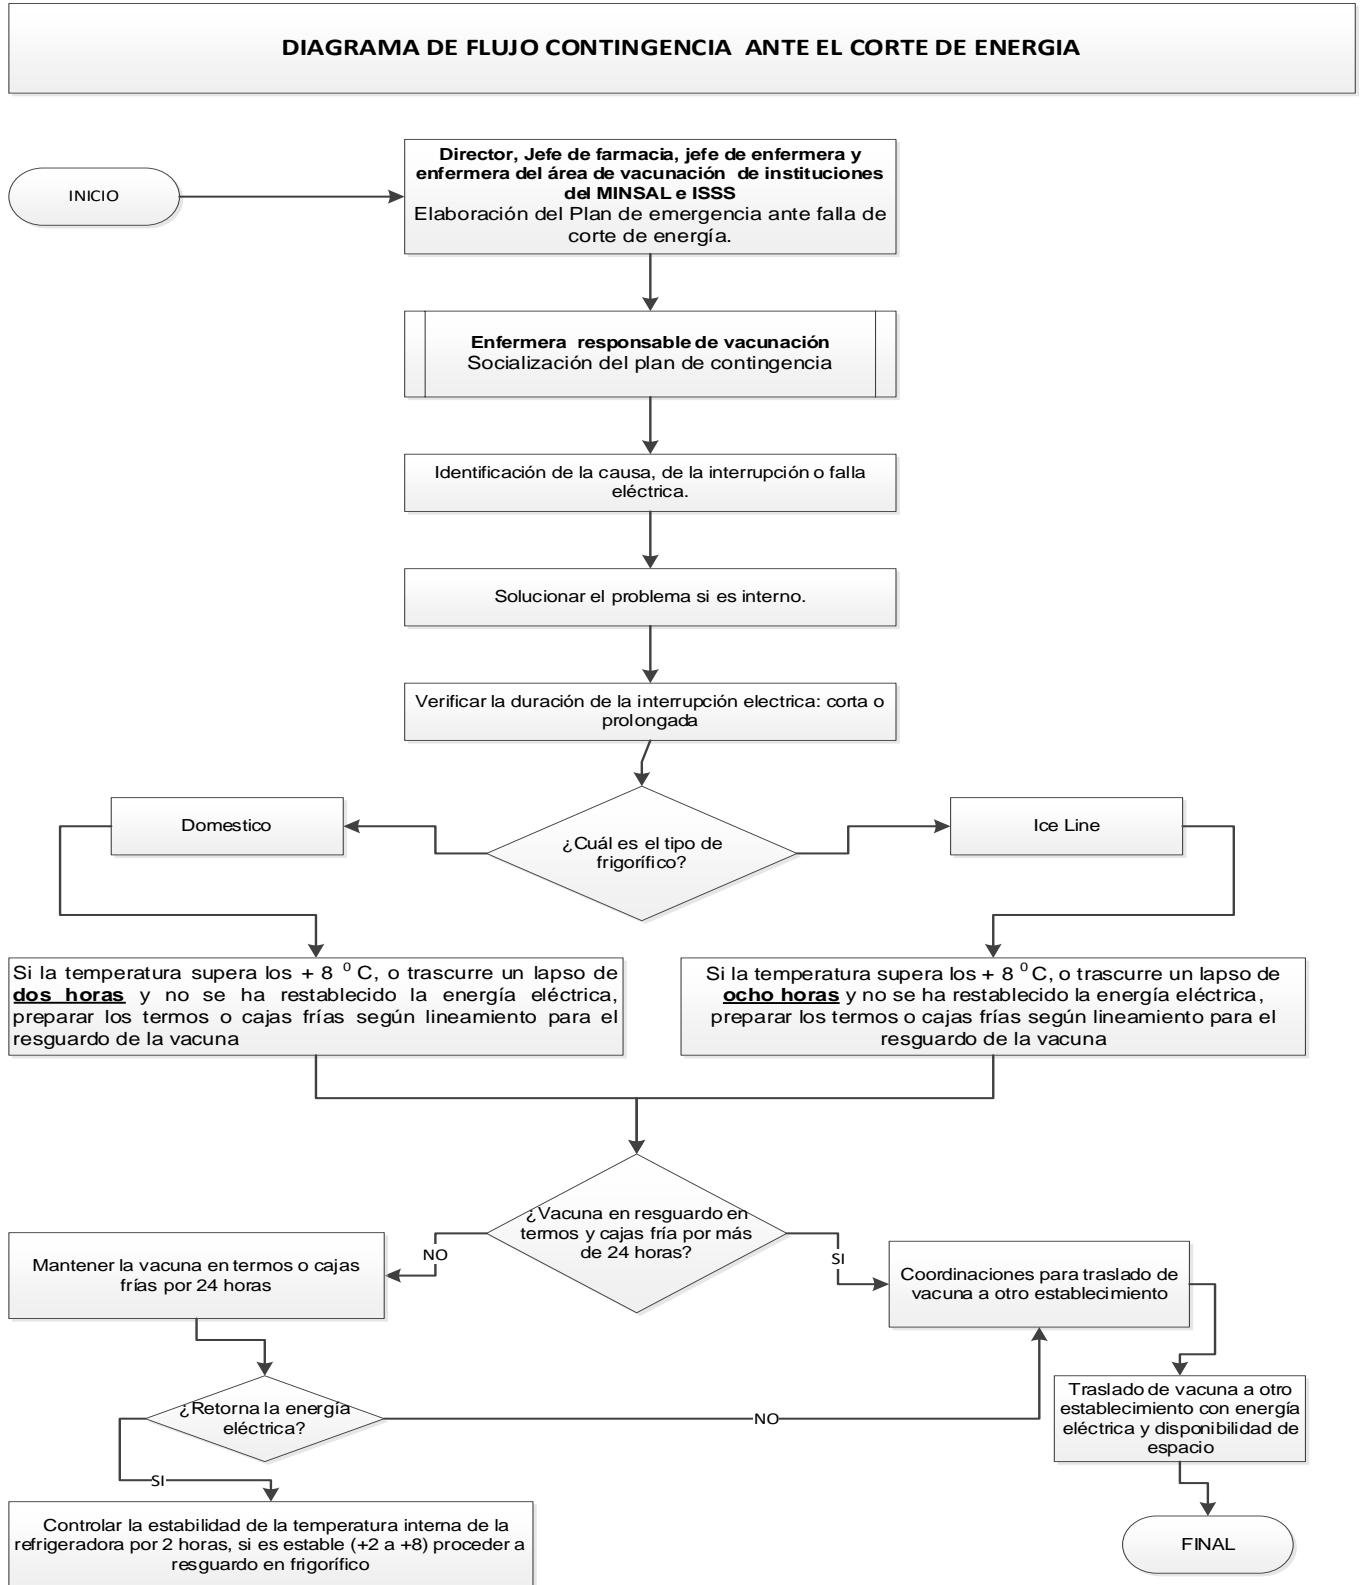 DIAGRAMA DE FLUJO CONTINGENCIA ANTE EL CORTE DE ENERGIA
INICIO
Director, Jefe de farmacia, jefe de enfermera y
enfermera del área de vacunación de instituciones
del MINSAL e ISSS
Elaboración del Plan de emergencia ante falla de
corte de energía.
Enfermera responsable de vacunación
Socialización del plan de contingencia
Identificación de la causa, de la interrupción o falla
eléctrica.
Solucionar el problema si es interno.
Verificar la duración de la interrupción electrica: corta o
prolongada
¿Cuál es el tipo de
frigorífico?
Domestico
Ice Line
Si la temperatura supera los + 8 ⁰ C, o trascurre un lapso de
dos horas y no se ha restablecido la energía eléctrica,
preparar los termos o cajas frías según lineamiento para el
resguardo de la vacuna
Si la temperatura supera los + 8 ⁰ C, o trascurre un lapso de
ocho horas y no se ha restablecido la energía eléctrica,
preparar los termos o cajas frías según lineamiento para el
resguardo de la vacuna
¿Vacuna en resguardo en
termos y cajas fría por más
de 24 horas?
NO
SI
Mantener la vacuna en termos o cajas
frías por 24 horas
Coordinaciones para traslado de
vacuna a otro establecimiento
¿Retorna la energía
eléctrica?
NO
SI
Traslado de vacuna a otro
establecimiento con energía
eléctrica y disponibilidad de
espacio
Controlar la estabilidad de la temperatura interna de la
refrigeradora por 2 horas, si es estable (+2 a +8) proceder a
resguardo en frigorífico
FINAL